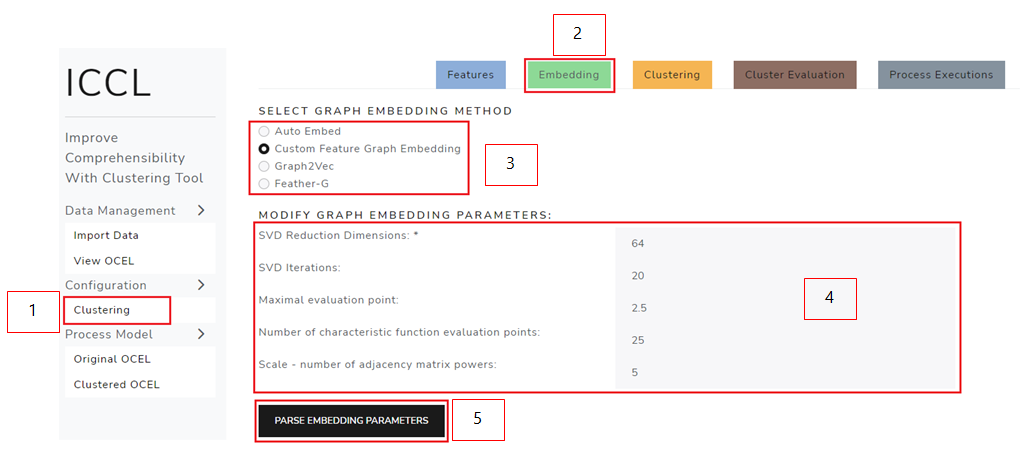 2
ICCL
Features
Embedding
Clustering
Cluster Evaluation
Process Executions
SELECT GRAPH EMBEDDING METHOD
Auto Embed
Custom Feature Graph Embedding
Graph2Vec
Feather-G
3
Improve
Comprehensibility
With Clustering Tool
Data Management
Import Data
View OCEL
Configuration
1
Clustering
Process Model
Original OCEL
Clustered OCEL
MODIFY GRAPH EMBEDDING PARAMETERS:
SVD Reduction Dimensions: * 64
SVD Iterations: 20
Maximal evaluation point: 2.5
4
Number of characteristic function evaluation points: 25
Scale - number of adjacency matrix powers: 5
PARSE EMBEDDING PARAMETERS
5